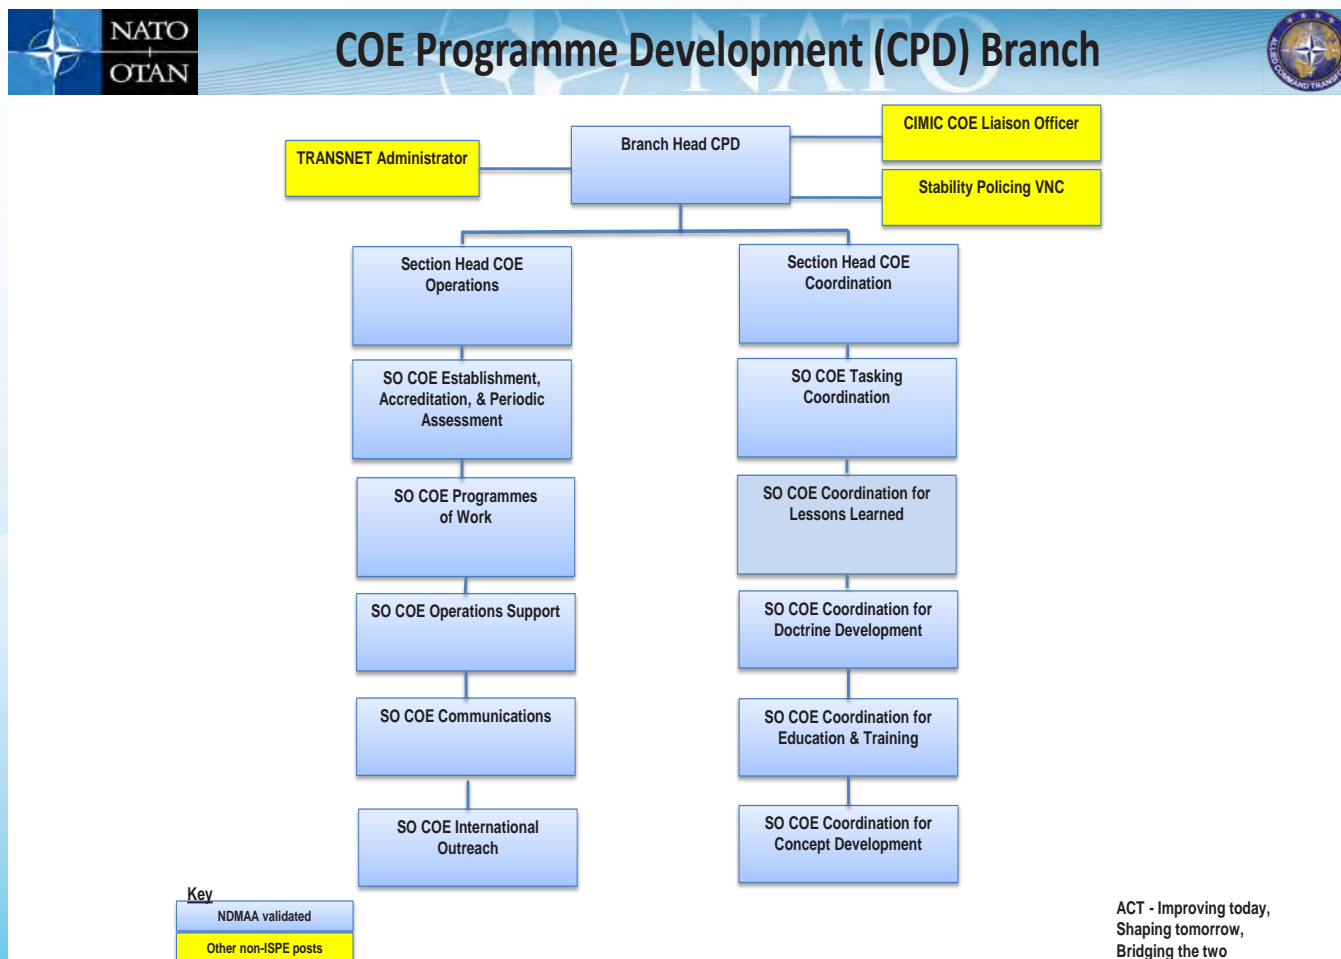 NATO
OTAN
COE Programme Development (CPD) Branch
NATO
ALLIED COMMAND TRANSFORMATION
CIMIC COE Liaison Officer
Branch Head CPD
TRANSNET Administrator
Stability Policing VNC
Section Head COE
Operations
Section Head COE
Coordination
SO COE Establishment,
Accreditation, & Periodic
Assessment
SO COE Tasking
Coordination
SO COE Programmes
of Work
SO COE Coordination for
Lessons Learned
SO COE Operations Support
SO COE Coordination for
Doctrine Development
SO COE Communications
SO COE Coordination for
Education & Training
SO COE International
Outreach
SO COE Coordination for
Concept Development
Key
NDMAA validated
Other non-ISPE posts
ACT - Improving today,
Shaping tomorrow,
Bridging the two